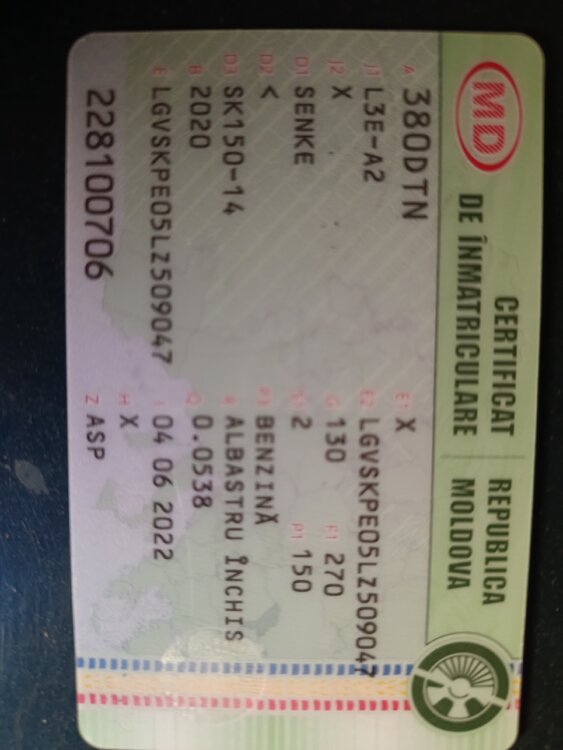 MD
CERTIFICAT REPUBLICA
DE ÎNMATRICULARE MOLDOVA
A 380DTN E1 X
J1 L3E-A2 E2 LGVSKPE05LZ509047
J2 X G 130 F1 270
D1 SENKE S1 2 P1 150
D2 < P3 BENZINĂ
D3 SK150-14 R ALBASTRU ÎNCHIS
B 2020 Q 0.0538
E LGVSKPE05LZ509047 I 04 06 2022
H X
228100706 Z ASP